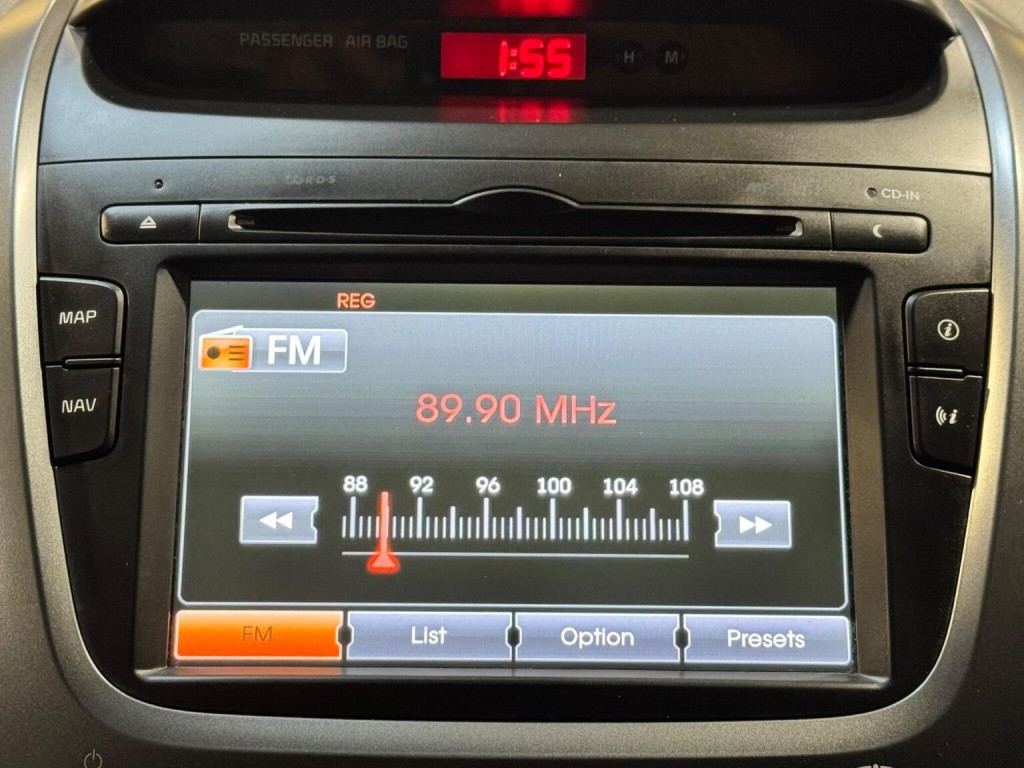 PASSENGER AIR BAG
1:55
H
M
RDS
CD-IN
MAP
NAV
REG
FM
89.90 MHz
88 92 96 100 104 108
FM
List
Option
Presets